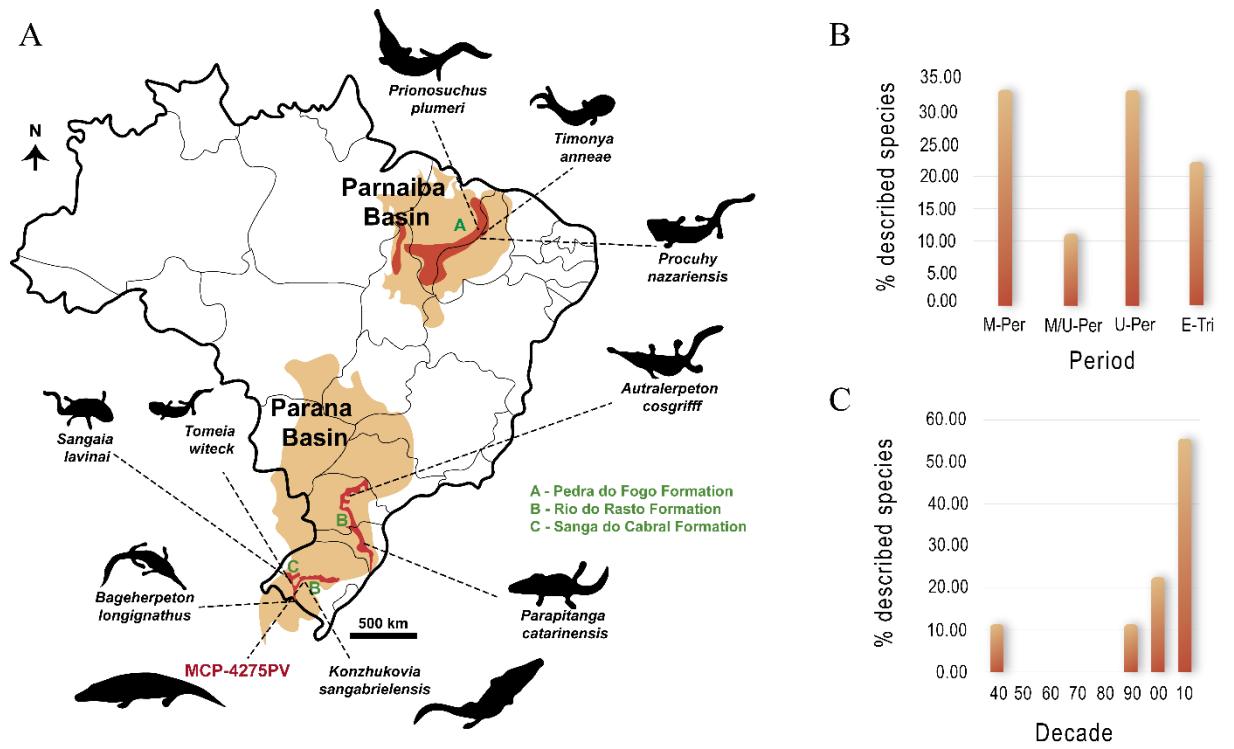 A
Prionosuchus
plumeri
Timonya
anneae
N
Parnaiba
Basin
A
Procuhy
nazariensis
Autralerpeton
cosgrifff
Parana
Basin
Sangaia
lavinai
Tomeia
witeck
A - Pedra do Fogo Formation
B - Rio do Rasto Formation
C - Sanga do Cabral Formation
B
C
B
Bageherpeton
longignathus
Parapitanga
catarinensis
500 km
MCP-4275PV
Konzhukovia
sangabrielensis
B
% described species
35.00
30.00
25.00
20.00
15.00
10.00
5.00
0.00
M-Per M/U-Per U-Per E-Tri
Period
C
% described species
60.00
50.00
40.00
30.00
20.00
10.00
0.00
40 50 60 70 80 90 00 10
Decade